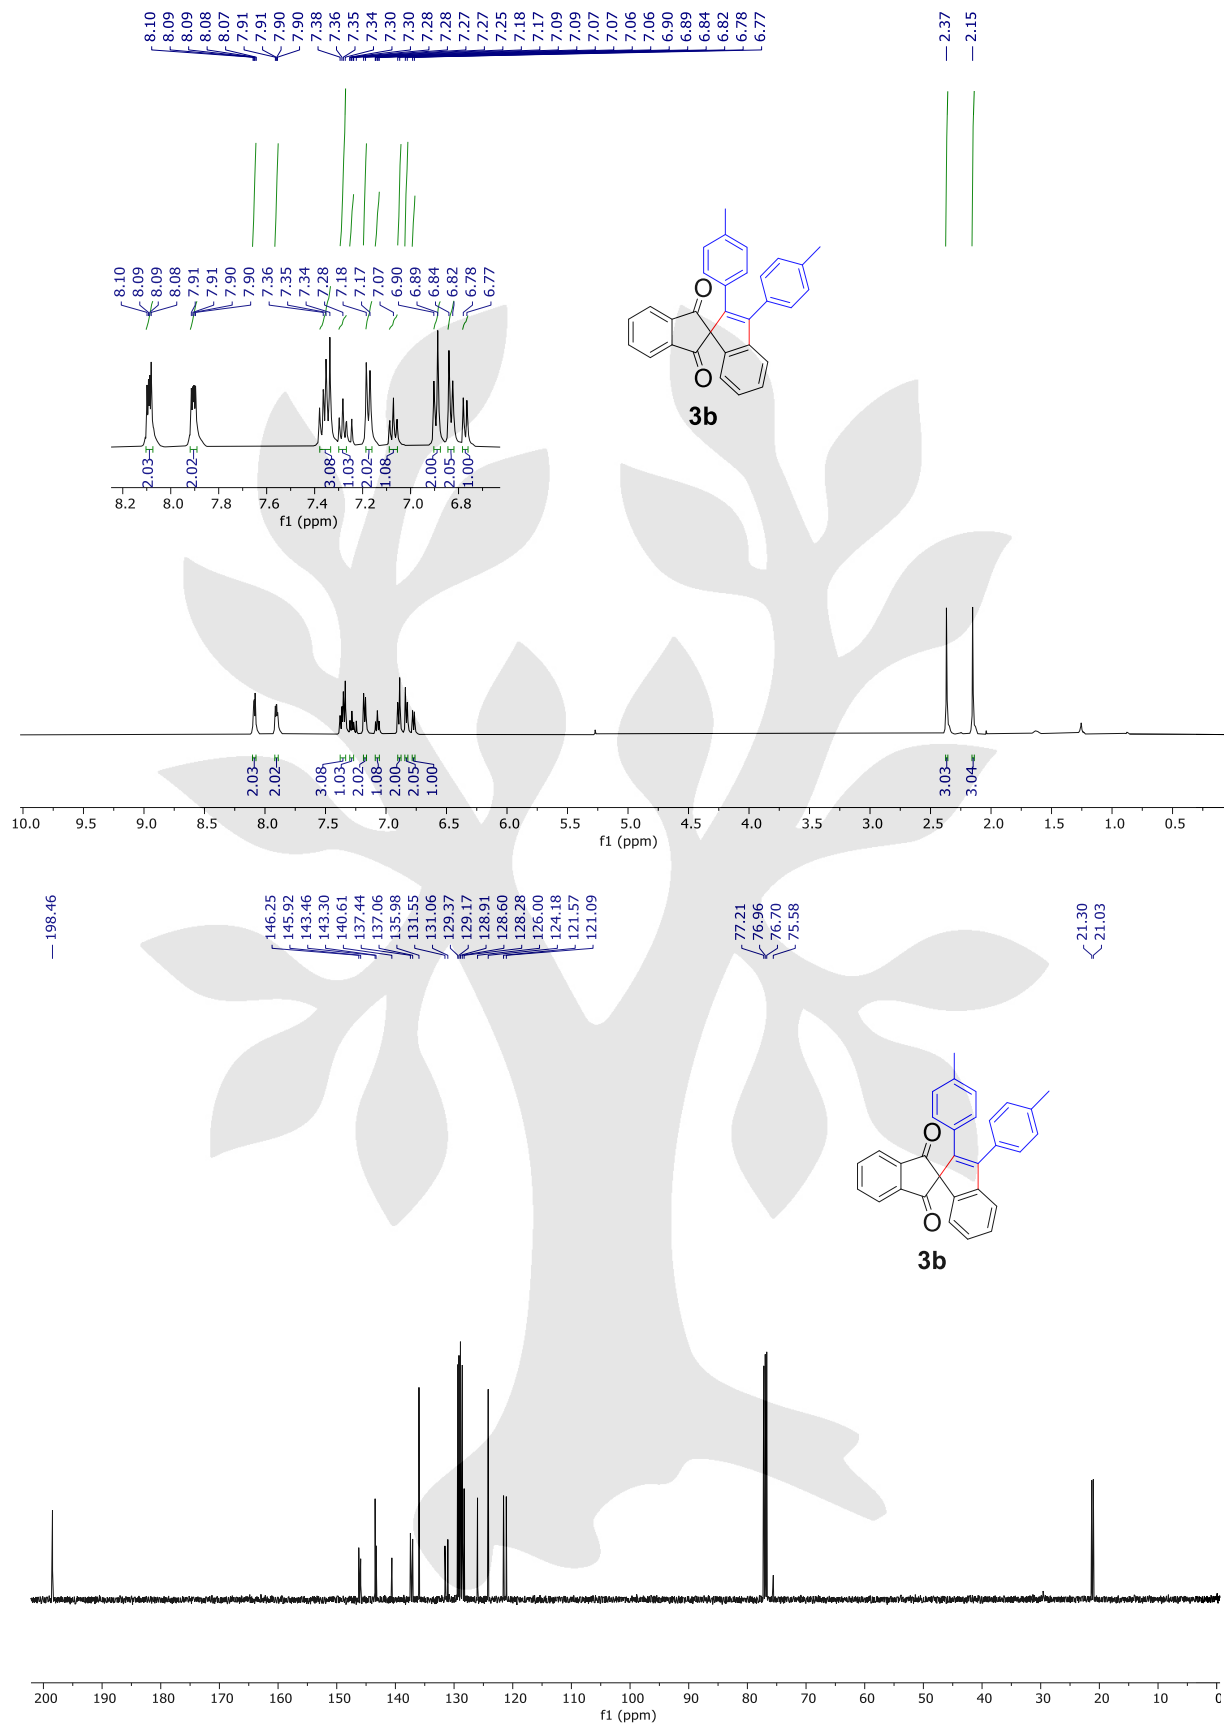 8.10 8.09 8.09 8.08 8.07 7.91 7.91 7.90 7.90 7.38 7.36 7.35 7.34 7.30 7.30 7.28 7.28 7.27 7.27 7.25 7.18 7.17 7.09 7.09 7.07 7.07 7.06 7.06 6.90 6.89 6.84 6.82 6.78 6.77 2.37 2.15
8.10 8.09 8.09 8.08 7.91 7.91 7.90 7.90 7.36 7.35 7.34 7.28 7.18 7.17 7.07 6.90 6.89 6.84 6.82 6.78 6.77
O
O
3b
2.03 2.02 3.08 1.03 2.02 1.08 2.00 2.05 1.00
8.2 8.0 7.8 7.6 7.4 7.2 7.0 6.8
f1 (ppm)
2.03 2.02 3.08 1.03 2.02 1.08 2.00 2.05 1.00 3.03 3.04
10.0 9.5 9.0 8.5 8.0 7.5 7.0 6.5 6.0 5.5 5.0 4.5 4.0 3.5 3.0 2.5 2.0 1.5 1.0 0.5
f1 (ppm)
198.46 146.25 145.92 143.46 143.30 140.61 137.44 137.06 135.98 131.55 131.06 129.37 129.17 128.91 128.60 128.28 126.00 124.18 121.57 121.09 77.21 76.96 76.70 75.58 21.30 21.03
O
O
3b
200 190 180 170 160 150 140 130 120 110 100 90 80 70 60 50 40 30 20 10 0
f1 (ppm)